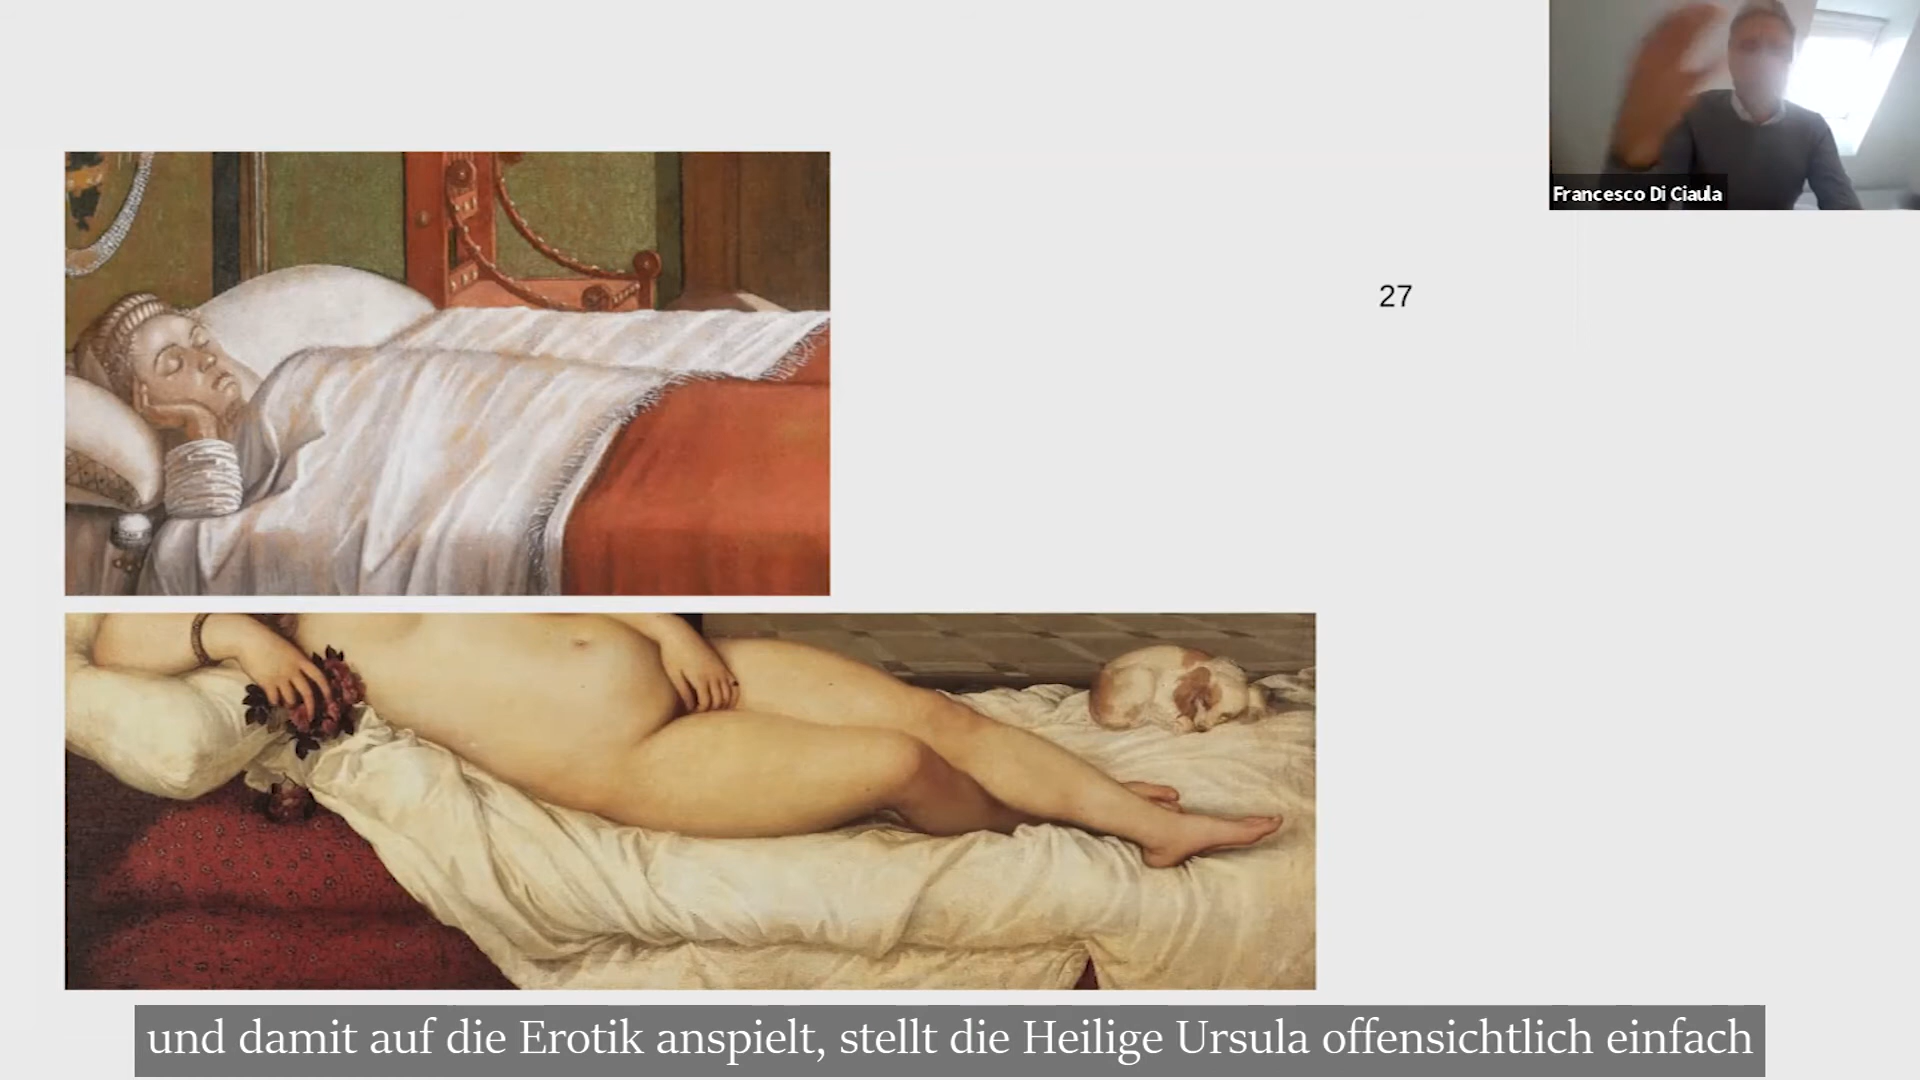 Francesco Di Ciaula
27
und damit auf die Erotik anspielt, stellt die Heilige Ursula offensichtlich einfach